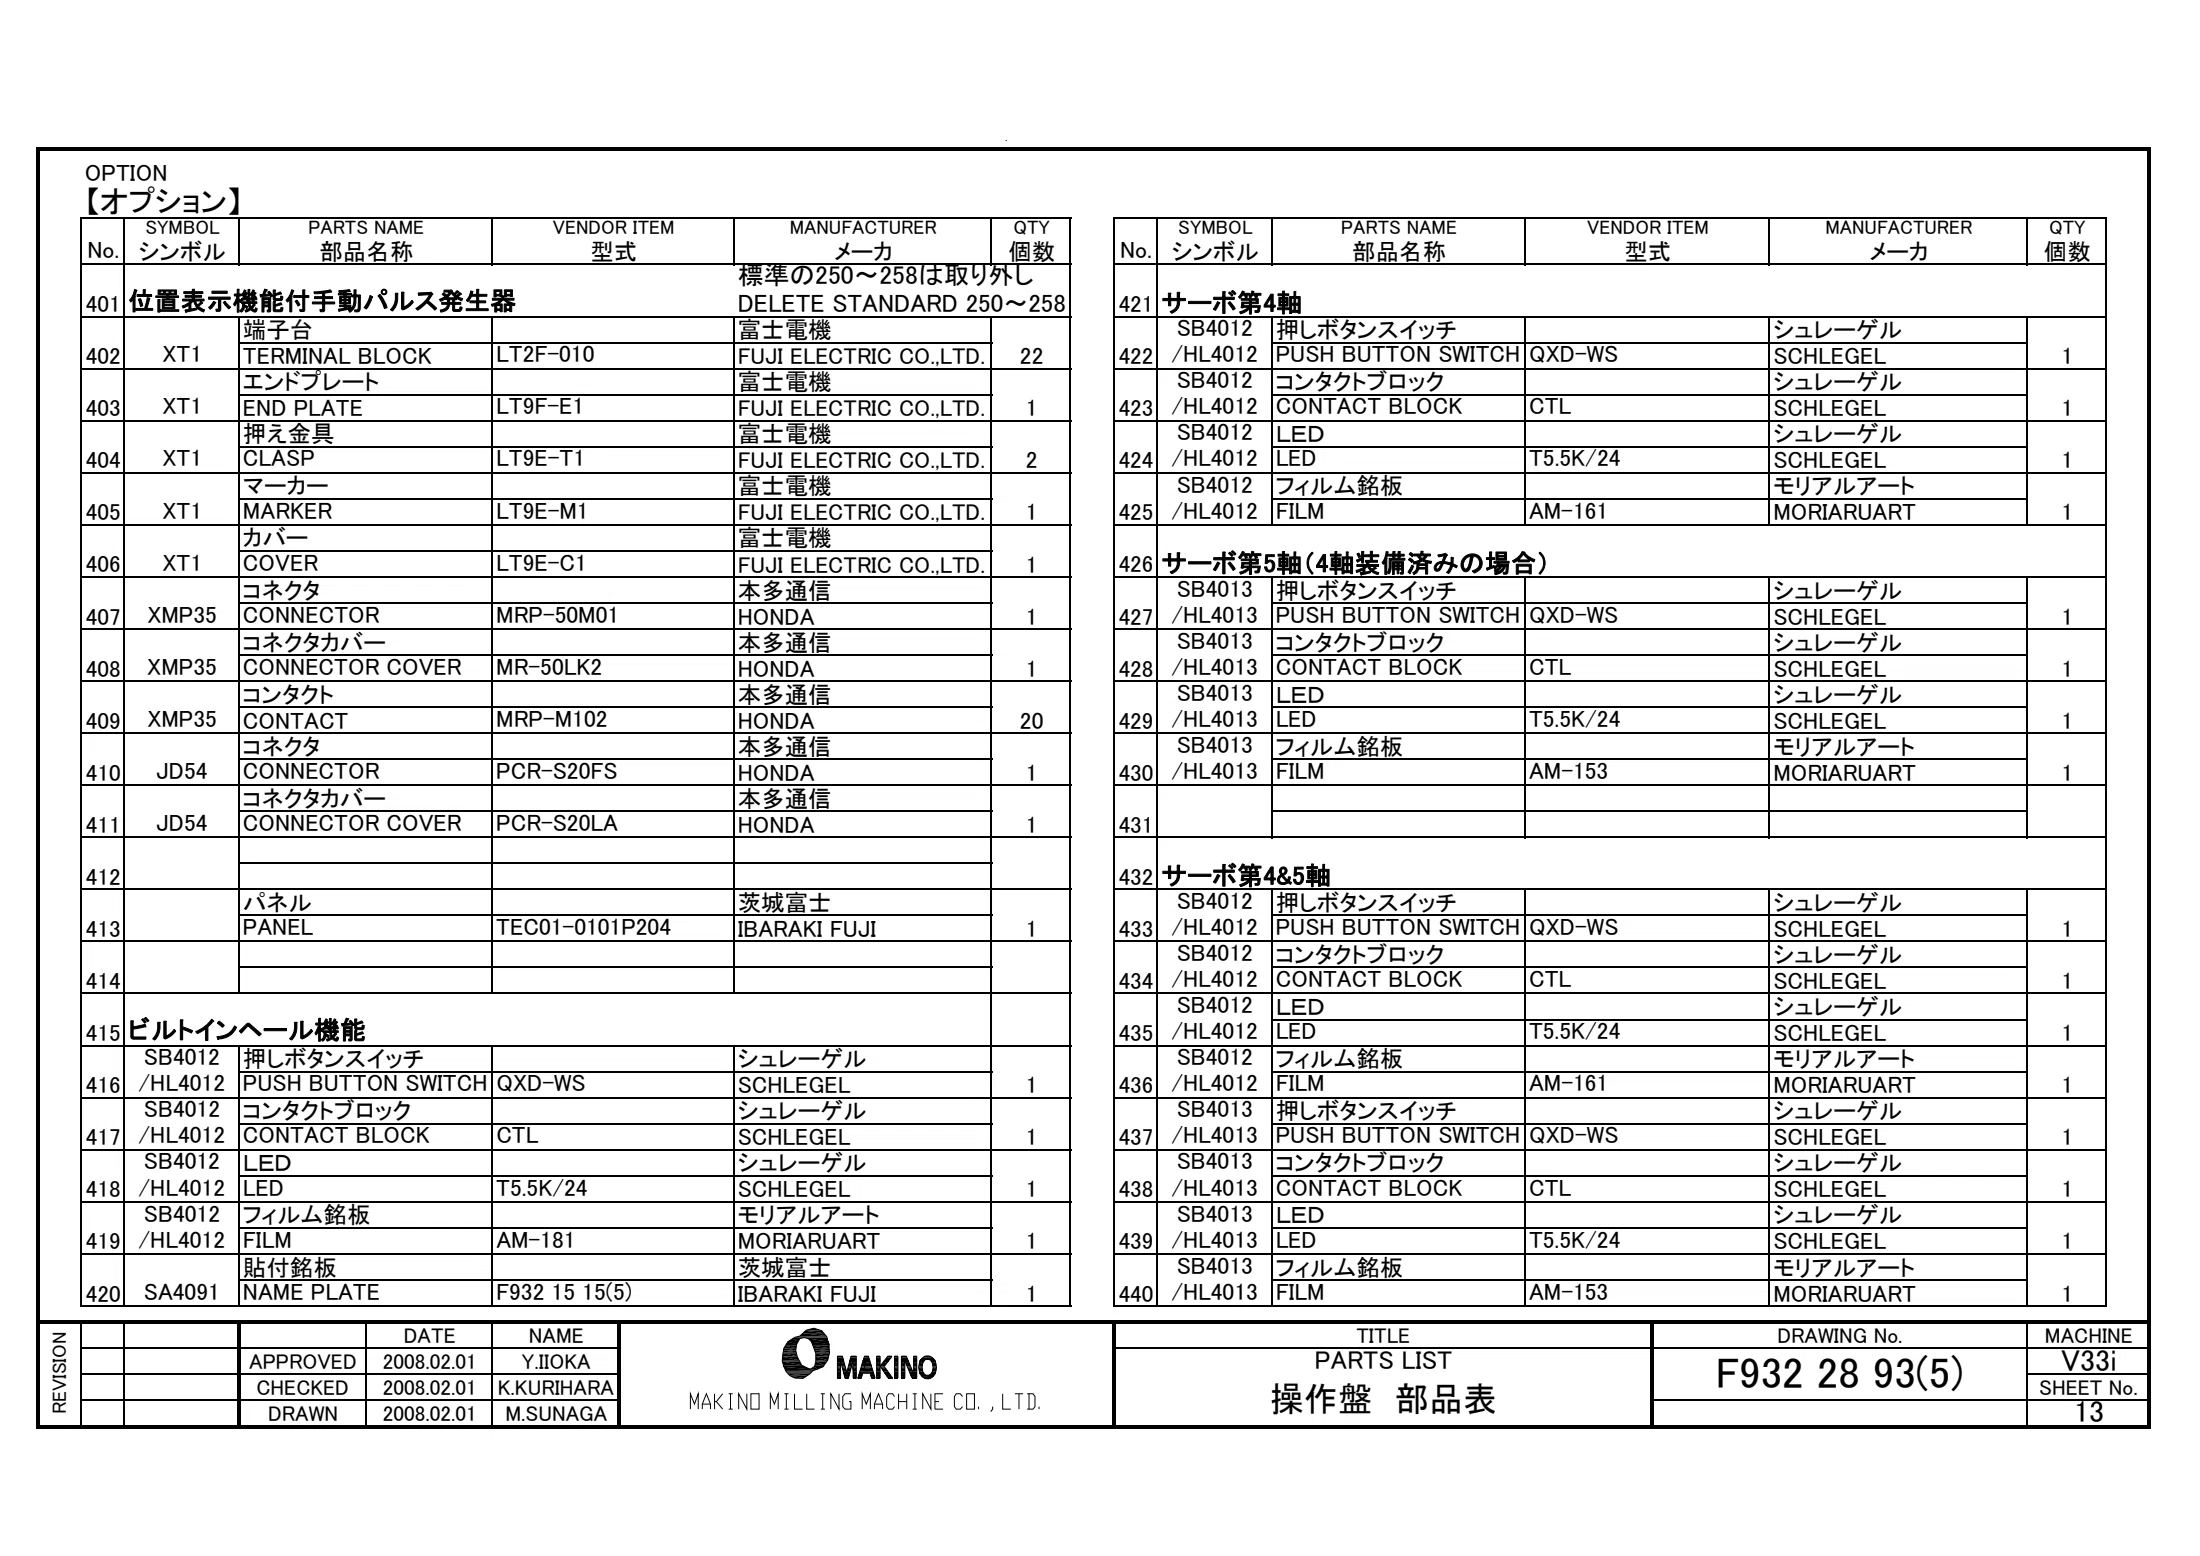 OPTION
【オプション】
No. SYMBOL シンボル PARTS NAME 部品名称 VENDOR ITEM 型式 MANUFACTURER メーカ QTY 個数
標準の250～258は取り外し
401 位置表示機能付手動パルス発生器 DELETE STANDARD 250～258
端子台 富士電機
402 XT1 TERMINAL BLOCK LT2F-010 FUJI ELECTRIC CO.,LTD. 22
エンドプレート 富士電機
403 XT1 END PLATE LT9F-E1 FUJI ELECTRIC CO.,LTD. 1
押え金具 富士電機
404 XT1 CLASP LT9E-T1 FUJI ELECTRIC CO.,LTD. 2
マーカー 富士電機
405 XT1 MARKER LT9E-M1 FUJI ELECTRIC CO.,LTD. 1
カバー 富士電機
406 XT1 COVER LT9E-C1 FUJI ELECTRIC CO.,LTD. 1
コネクタ 本多通信
407 XMP35 CONNECTOR MRP-50M01 HONDA 1
コネクタカバー 本多通信
408 XMP35 CONNECTOR COVER MR-50LK2 HONDA 1
コンタクト 本多通信
409 XMP35 CONTACT MRP-M102 HONDA 20
コネクタ 本多通信
410 JD54 CONNECTOR PCR-S20FS HONDA 1
コネクタカバー 本多通信
411 JD54 CONNECTOR COVER PCR-S20LA HONDA 1
412
パネル 茨城富士
413 PANEL TEC01-0101P204 IBARAKI FUJI 1
414
415 ビルトインヘール機能
SB4012 押しボタンスイッチ シュレーゲル
416 /HL4012 PUSH BUTTON SWITCH QXD-WS SCHLEGEL 1
SB4012 コンタクトブロック シュレーゲル
417 /HL4012 CONTACT BLOCK CTL SCHLEGEL 1
SB4012 LED シュレーゲル
418 /HL4012 LED T5.5K/24 SCHLEGEL 1
SB4012 フィルム銘板 モリアルアート
419 /HL4012 FILM AM-181 MORIARUART 1
貼付銘板 茨城富士
420 SA4091 NAME PLATE F932 15 15(5) IBARAKI FUJI 1
No. SYMBOL シンボル PARTS NAME 部品名称 VENDOR ITEM 型式 MANUFACTURER メーカ QTY 個数
421 サーボ第4軸
SB4012 押しボタンスイッチ シュレーゲル
422 /HL4012 PUSH BUTTON SWITCH QXD-WS SCHLEGEL 1
SB4012 コンタクトブロック シュレーゲル
423 /HL4012 CONTACT BLOCK CTL SCHLEGEL 1
SB4012 LED シュレーゲル
424 /HL4012 LED T5.5K/24 SCHLEGEL 1
SB4012 フィルム銘板 モリアルアート
425 /HL4012 FILM AM-161 MORIARUART 1
426 サーボ第5軸(4軸装備済みの場合)
SB4013 押しボタンスイッチ シュレーゲル
427 /HL4013 PUSH BUTTON SWITCH QXD-WS SCHLEGEL 1
SB4013 コンタクトブロック シュレーゲル
428 /HL4013 CONTACT BLOCK CTL SCHLEGEL 1
SB4013 LED シュレーゲル
429 /HL4013 LED T5.5K/24 SCHLEGEL 1
SB4013 フィルム銘板 モリアルアート
430 /HL4013 FILM AM-153 MORIARUART 1
431
432 サーボ第4&5軸
SB4012 押しボタンスイッチ シュレーゲル
433 /HL4012 PUSH BUTTON SWITCH QXD-WS SCHLEGEL 1
SB4012 コンタクトブロック シュレーゲル
434 /HL4012 CONTACT BLOCK CTL SCHLEGEL 1
SB4012 LED シュレーゲル
435 /HL4012 LED T5.5K/24 SCHLEGEL 1
SB4012 フィルム銘板 モリアルアート
436 /HL4012 FILM AM-161 MORIARUART 1
SB4013 押しボタンスイッチ シュレーゲル
437 /HL4013 PUSH BUTTON SWITCH QXD-WS SCHLEGEL 1
SB4013 コンタクトブロック シュレーゲル
438 /HL4013 CONTACT BLOCK CTL SCHLEGEL 1
SB4013 LED シュレーゲル
439 /HL4013 LED T5.5K/24 SCHLEGEL 1
SB4013 フィルム銘板 モリアルアート
440 /HL4013 FILM AM-153 MORIARUART 1
REVISION
DATE NAME
APPROVED 2008.02.01 Y.IIOKA
CHECKED 2008.02.01 K.KURIHARA
DRAWN 2008.02.01 M.SUNAGA
MAKINO
MAKINO MILLING MACHINE CO. , LTD.
TITLE
PARTS LIST
操作盤 部品表
DRAWING No.
F932 28 93(5)
MACHINE
V33i
SHEET No.
13